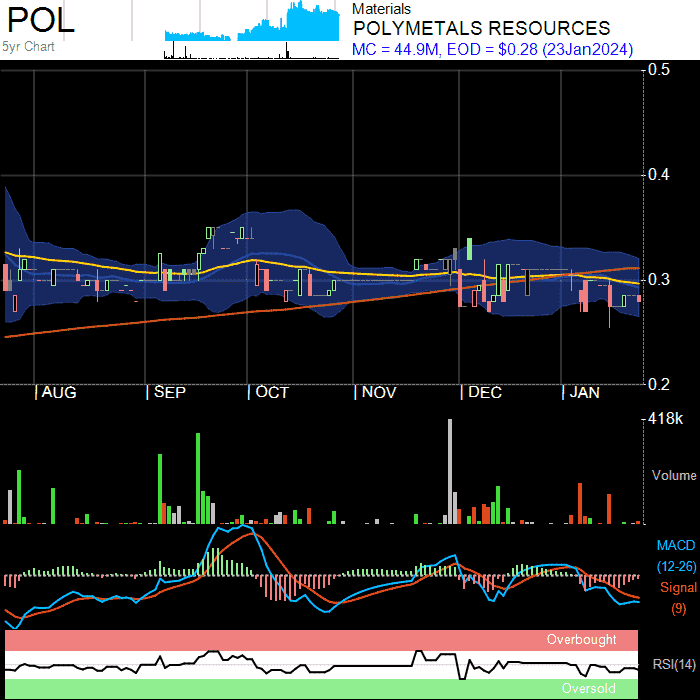 POL
5yr Chart
Materials
POLYMETALS RESOURCES
MC = 44.9M, EOD = $0.28 (23Jan2024)
0.5
0.4
0.3
0.2
AUG SEP OCT NOV DEC JAN
418k
Volume
MACD
(12-26)
Signal
(9)
Overbought
RSI(14)
Oversold